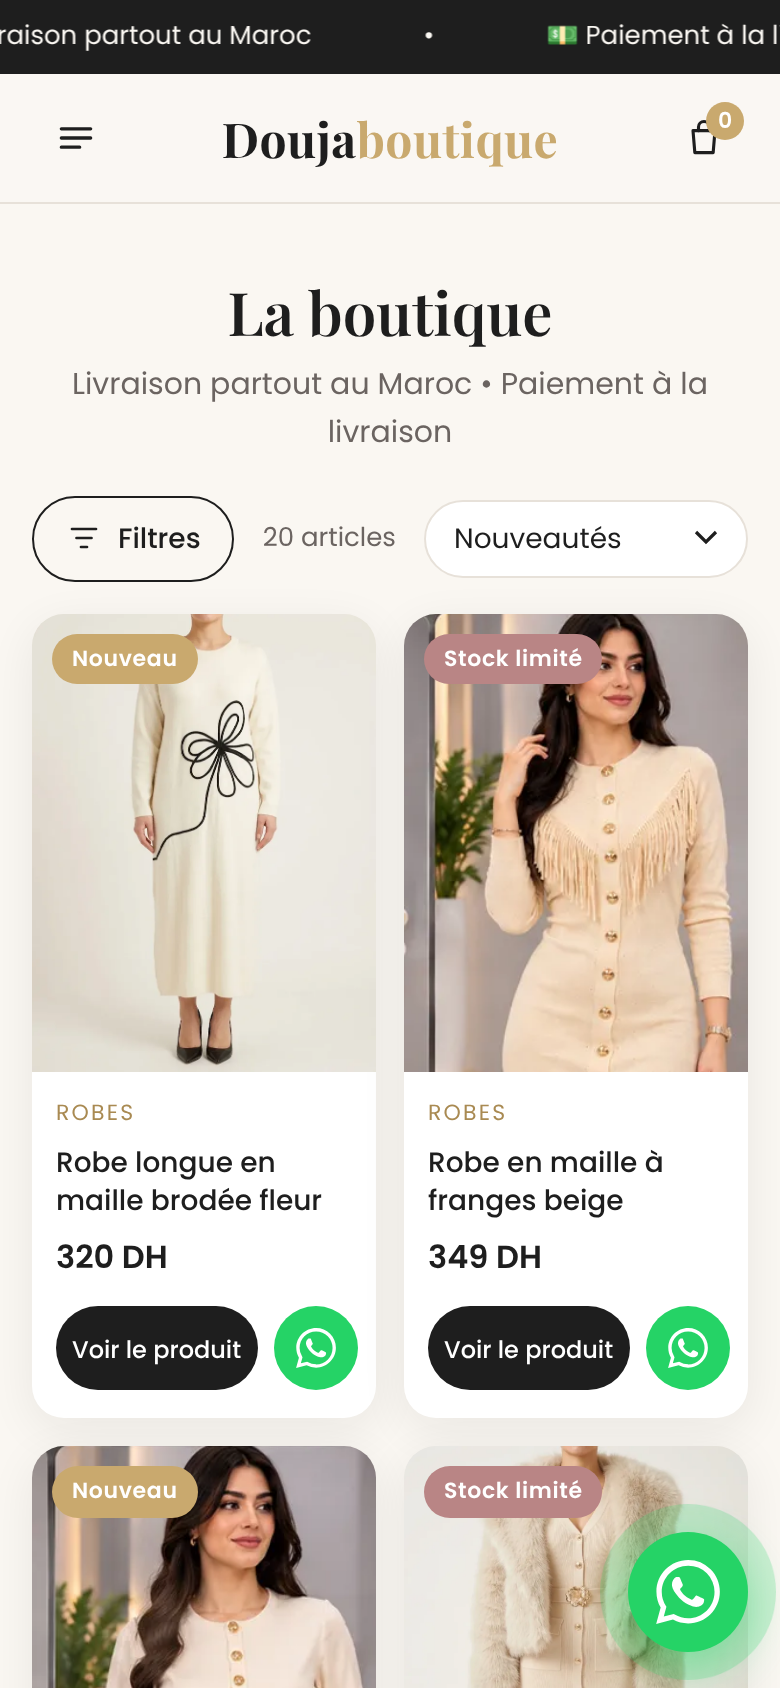 raison partout au Maroc • 💵 Paiement à la l
Doujaboutique
0
La boutique
Livraison partout au Maroc • Paiement à la
livraison
Filtres
20 articles
Nouveautés
Nouveau
Stock limité
ROBES
Robe longue en
maille brodée fleur
320 DH
Voir le produit
ROBES
Robe en maille à
franges beige
349 DH
Voir le produit
Nouveau
Stock limité